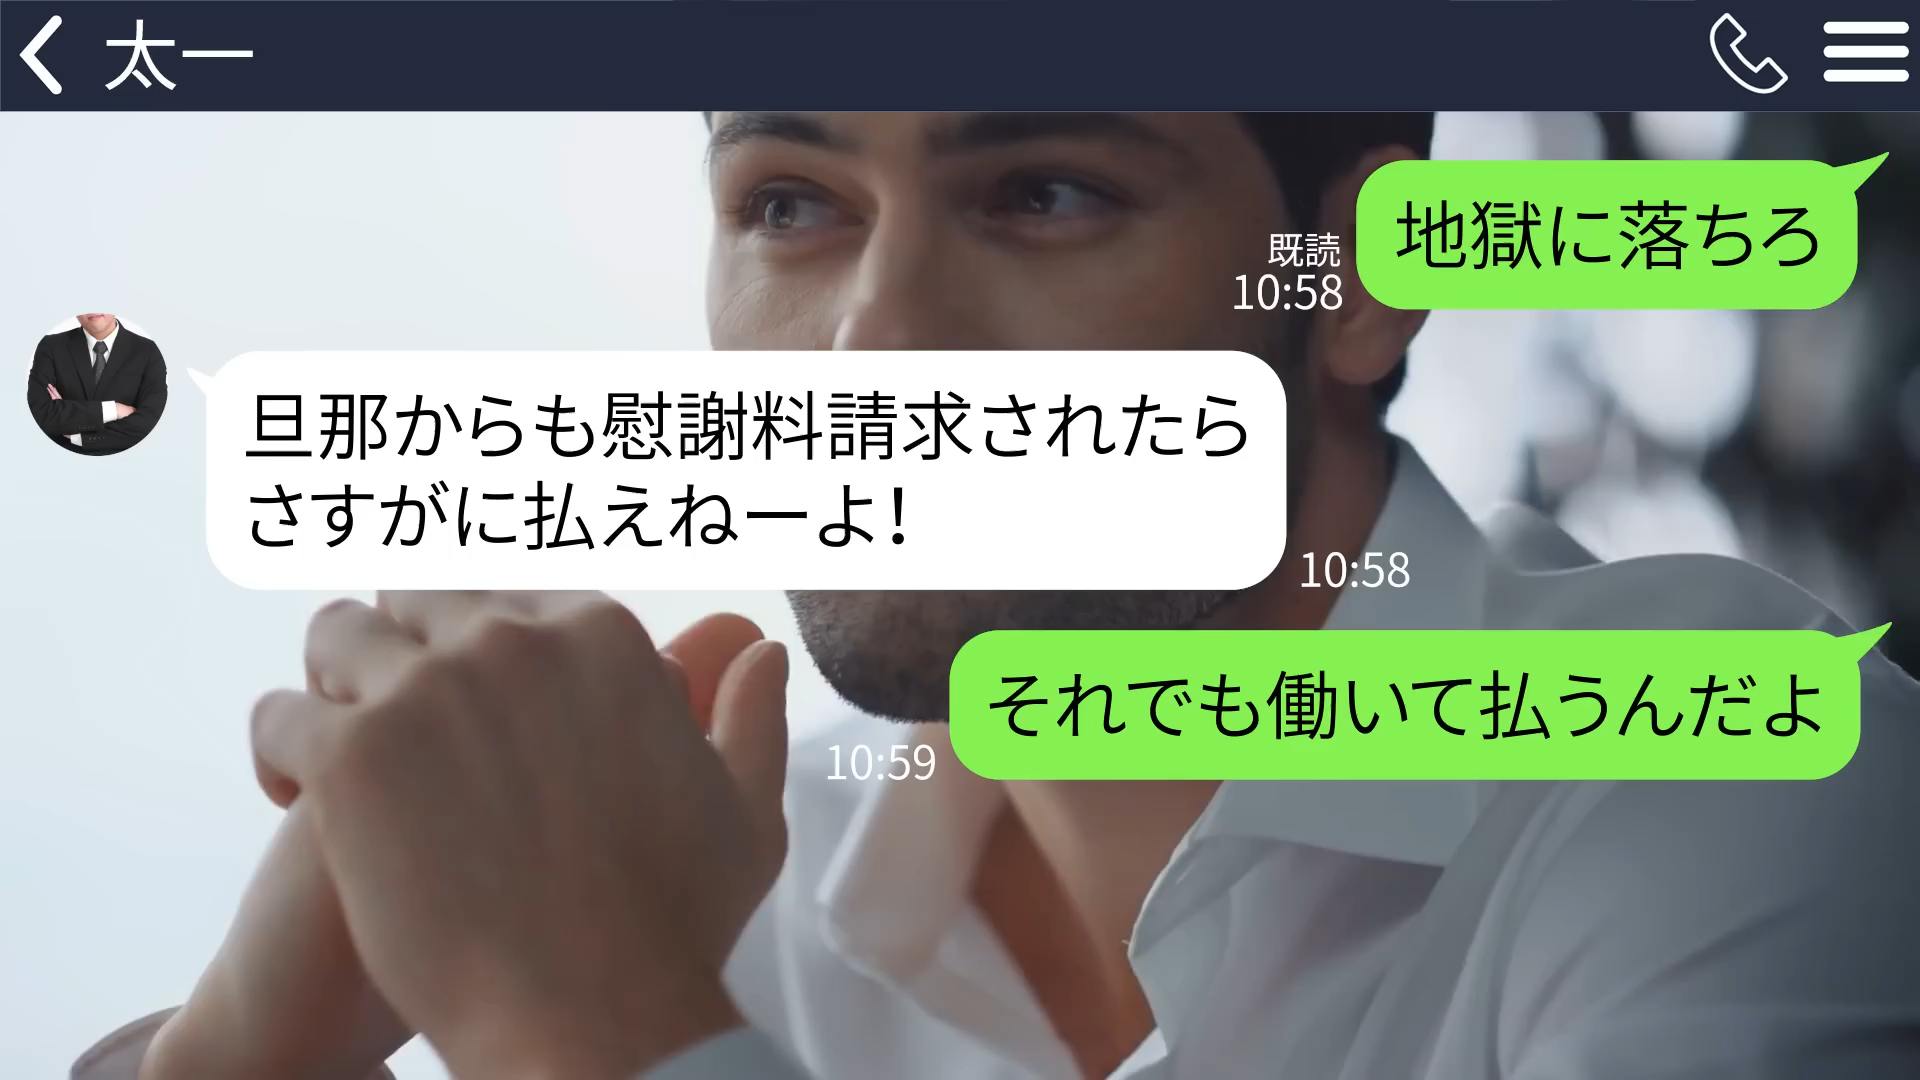 太一
地獄に落ちろ
既読
10:58
旦那からも慰謝料請求されたら
さすがに払えねーよ!
10:58
それでも働いて払うんだよ
10:59